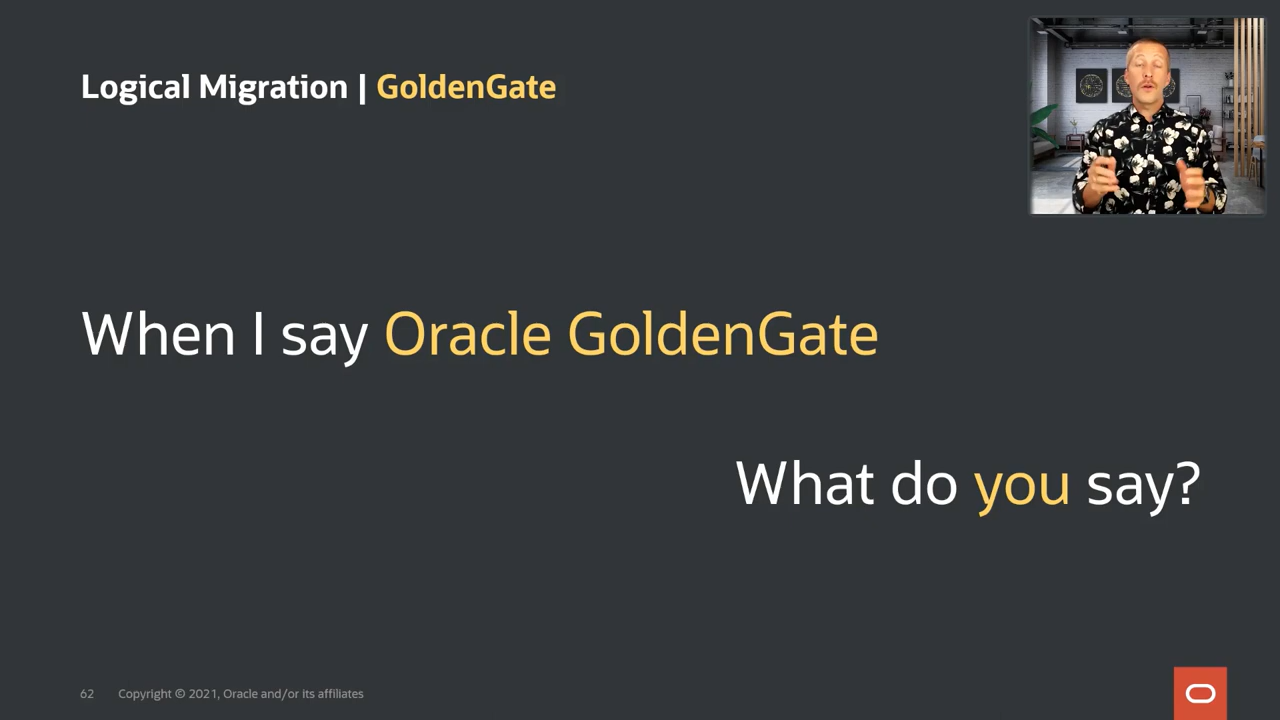 Logical Migration | GoldenGate
When I say Oracle GoldenGate
What do you say?
62 Copyright © 2021, Oracle and/or its affiliates